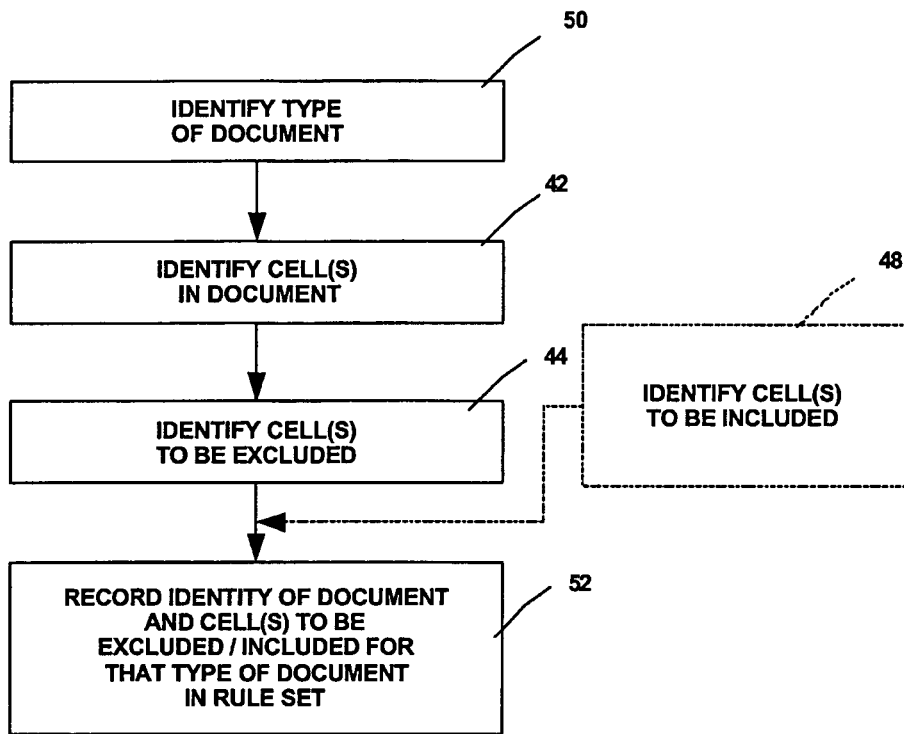 50
IDENTIFY TYPE
OF DOCUMENT
42
IDENTIFY CELL(S)
IN DOCUMENT
48
IDENTIFY CELL(S)
TO BE INCLUDED
44
IDENTIFY CELL(S)
TO BE EXCLUDED
52
RECORD IDENTITY OF DOCUMENT
AND CELL(S) TO BE
EXCLUDED / INCLUDED FOR
THAT TYPE OF DOCUMENT
IN RULE SET